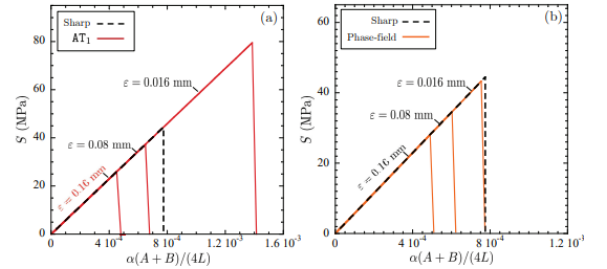 (a)
Sharp
AT₁
80
60
40
20
0
S (MPa)
ε = 0.016 mm
ε = 0.08 mm
ε = 0.16 mm
0
4 10⁻⁴
8 10⁻⁴
1.2 10⁻³
1.6 10⁻³
α(A + B)/(4L)
(b)
Sharp
Phase-field
60
40
20
0
S (MPa)
ε = 0.016 mm
ε = 0.08 mm
ε = 0.16 mm
0
4 10⁻⁴
8 10⁻⁴
1.2 10⁻³
α(A + B)/(4L)